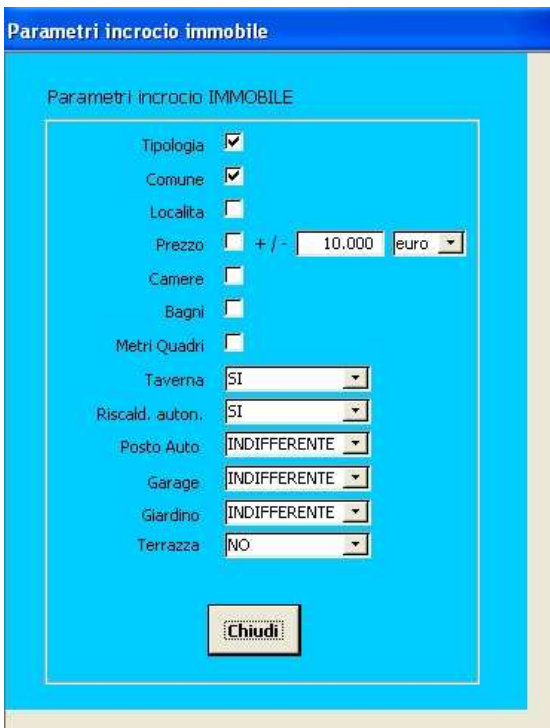 Parametri incrocio immobile
Parametri incrocio IMMOBILE
Tipologia
Comune
Localita
Prezzo + / - 10.000 euro
Camere
Bagni
Metri Quadri
Taverna SI
Riscald. auton. SI
Posto Auto INDIFFERENTE
Garage INDIFFERENTE
Giardino INDIFFERENTE
Terrazza NO
Chiudi